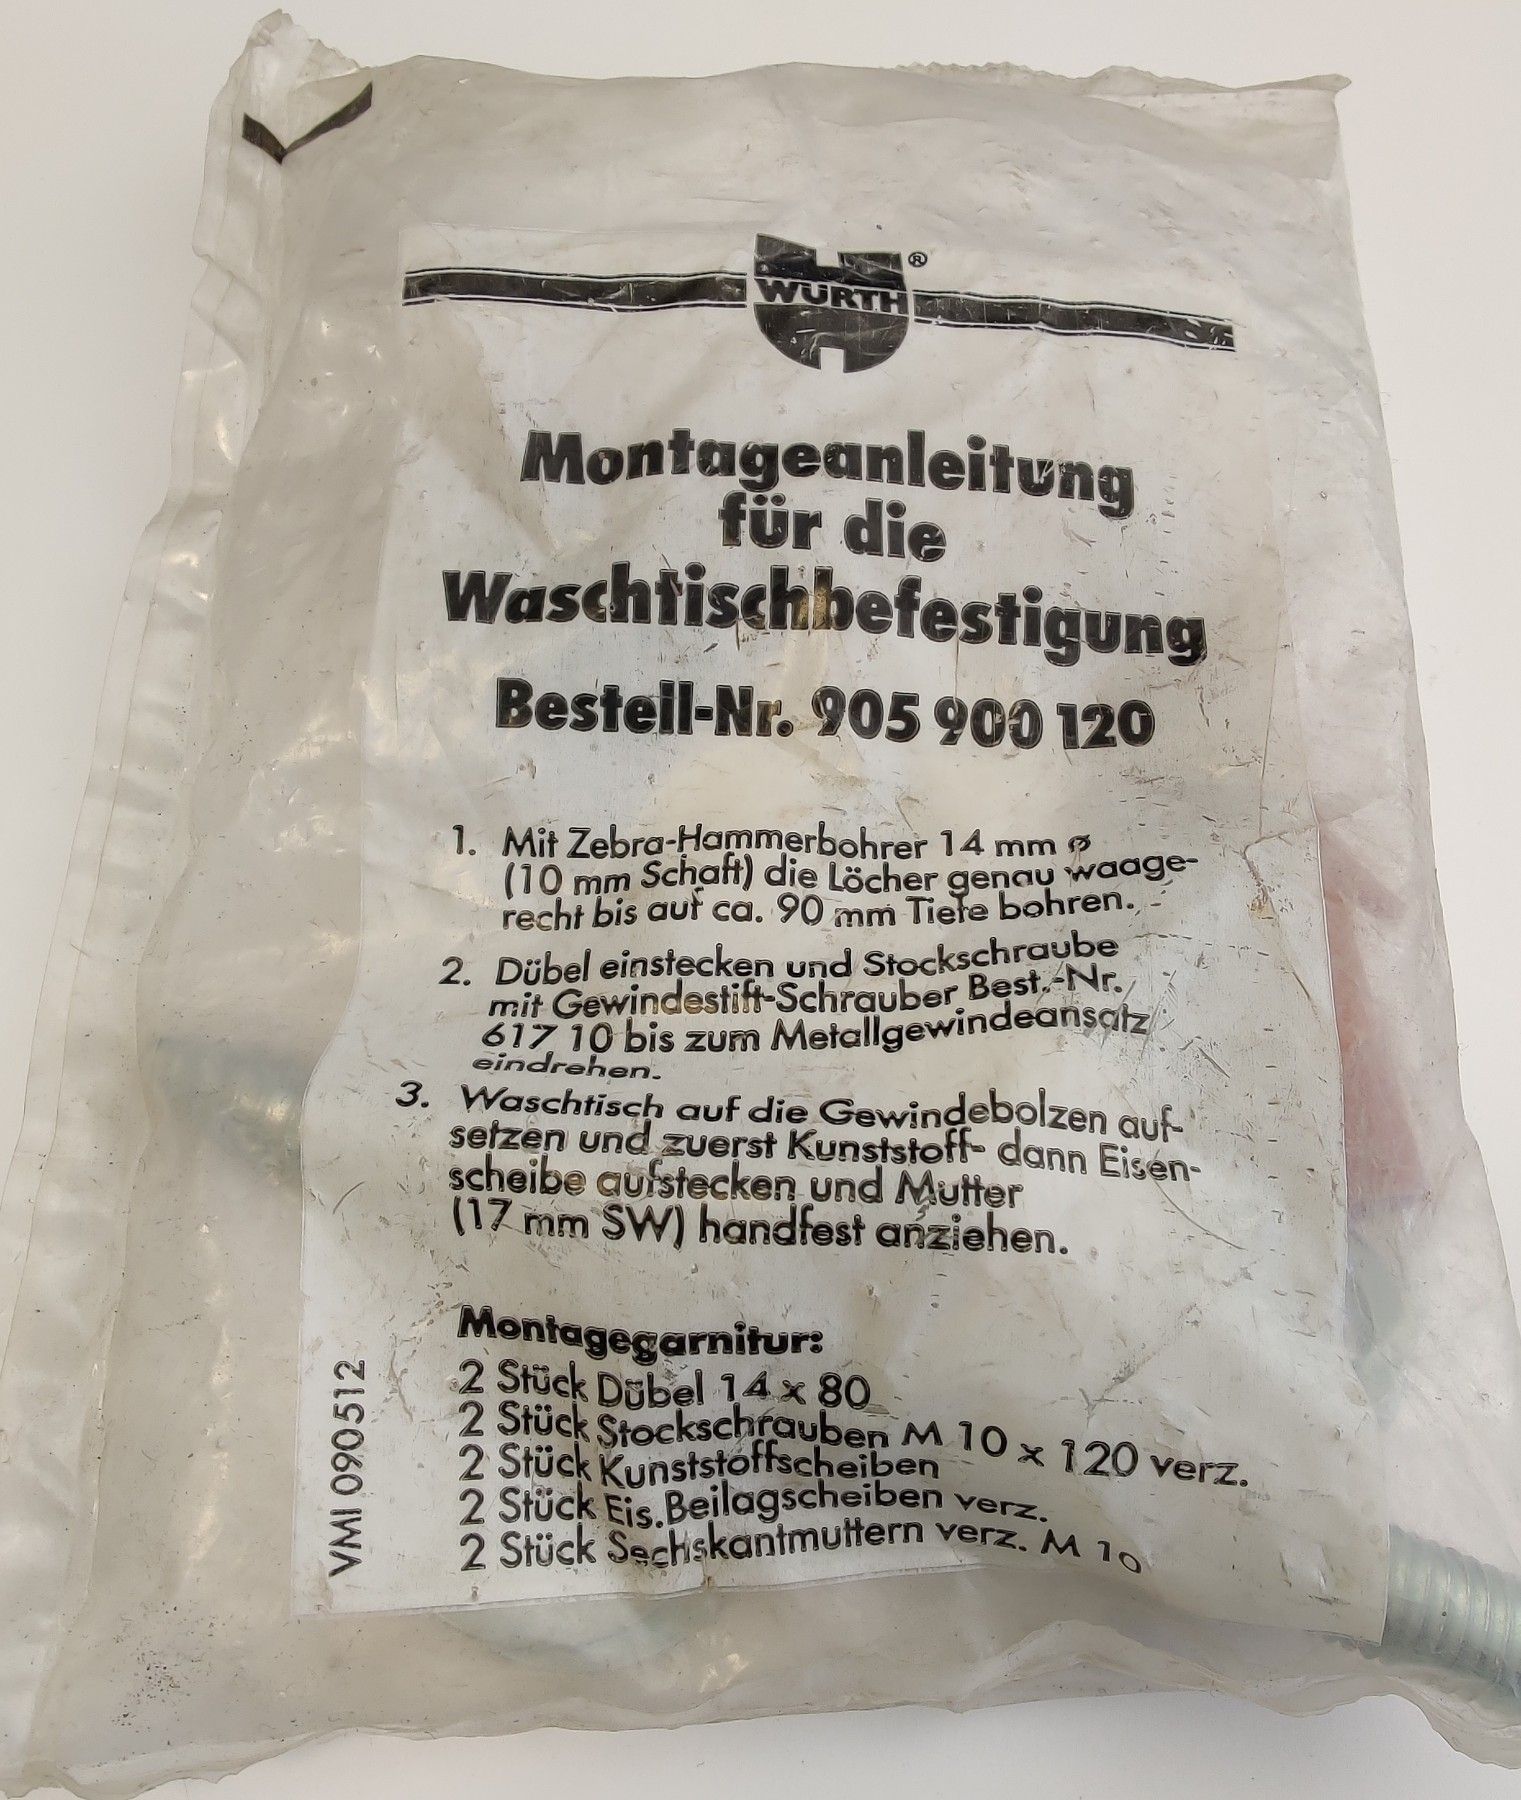 WÜRTH®
Montageanleitung
für die
Waschtischbefestigung
Bestell-Nr. 905 900 120
1. Mit Zebra-Hammerbohrer 14 mm ø
(10 mm Schaft) die Löcher genau waage-
recht bis auf ca. 90 mm Tiefe bohren.
2. Dübel einstecken und Stockschraube
mit Gewindestift-Schrauber Best.-Nr.
617 10 bis zum Metallgewindeansatz
eindrehen.
3. Waschtisch auf die Gewindebolzen auf-
setzen und zuerst Kunststoff- dann Eisen-
scheibe aufstecken und Mutter
(17 mm SW) handfest anziehen.
Montagegarnitur:
2 Stück Dübel 14 x 80
2 Stück Stockschrauben M 10 x 120 verz.
2 Stück Kunststoffscheiben
2 Stück Eis. Beilagscheiben verz.
2 Stück Sechskantmuttern verz. M 10
VMI 090512